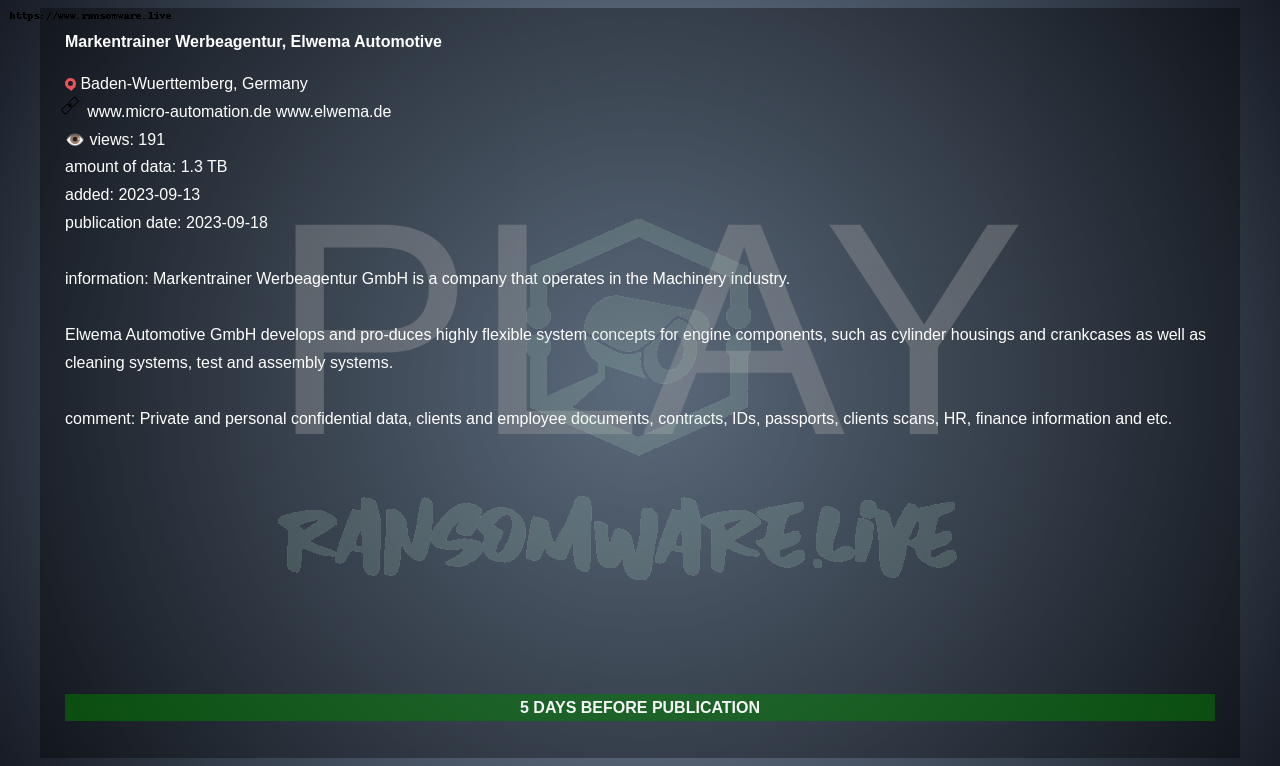 https://www.ransomware.live
Markentrainer Werbeagentur, Elwema Automotive
Baden-Wuerttemberg, Germany
www.micro-automation.de www.elwema.de
views: 191
amount of data: 1.3 TB
added: 2023-09-13
publication date: 2023-09-18
PLAY
information: Markentrainer Werbeagentur GmbH is a company that operates in the Machinery industry.
Elwema Automotive GmbH develops and pro-duces highly flexible system concepts for engine components, such as cylinder housings and crankcases as well as
cleaning systems, test and assembly systems.
comment: Private and personal confidential data, clients and employee documents, contracts, IDs, passports, clients scans, HR, finance information and etc.
RANSOMWARE.LIVE
5 DAYS BEFORE PUBLICATION